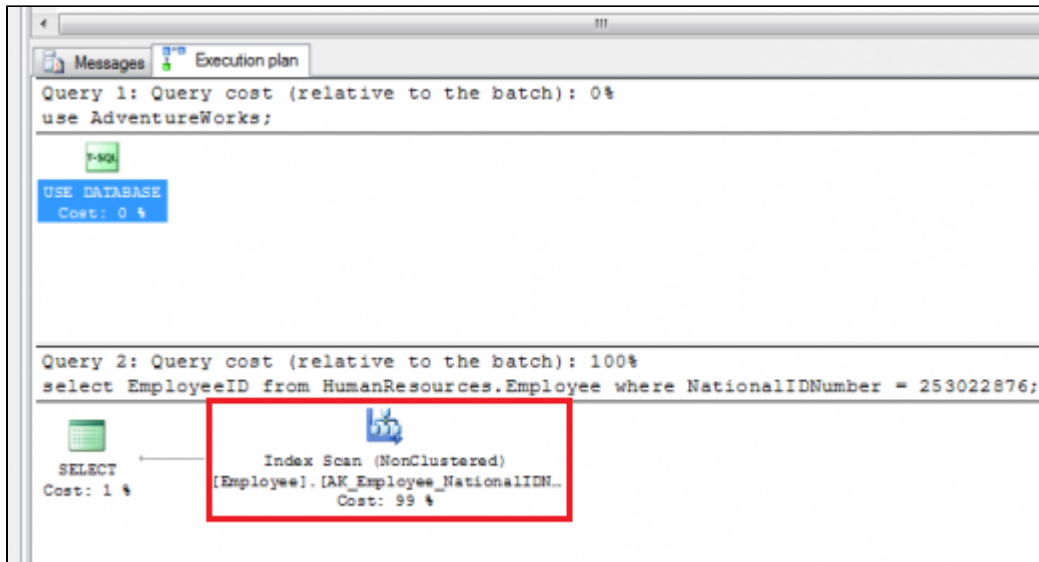 Messages
Execution plan
Query 1: Query cost (relative to the batch): 0%
use AdventureWorks;
T-SQL
USE DATABASE
Cost: 0 %
Query 2: Query cost (relative to the batch): 100%
select EmployeeID from HumanResources.Employee where NationalIDNumber = 253022876;
SELECT
Cost: 1 %
Index Scan (NonClustered)
[Employee].[AK_Employee_NationalIDN…
Cost: 99 %